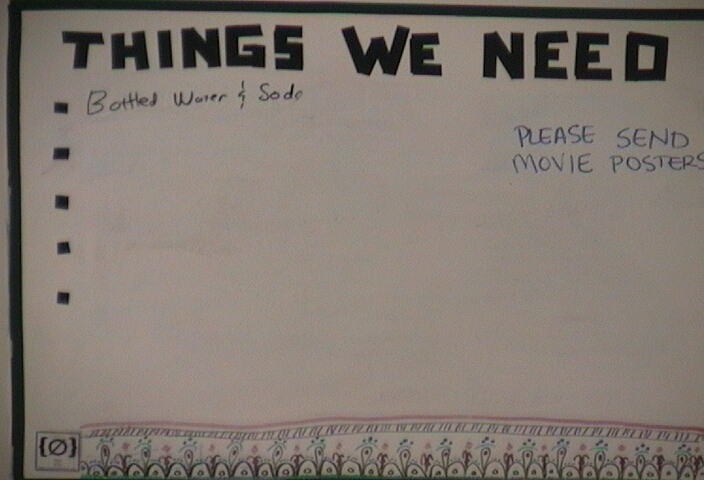 THINGS WE NEED
Bottled Water & Soda
PLEASE SEND
MOVIE POSTERS
{Ø}